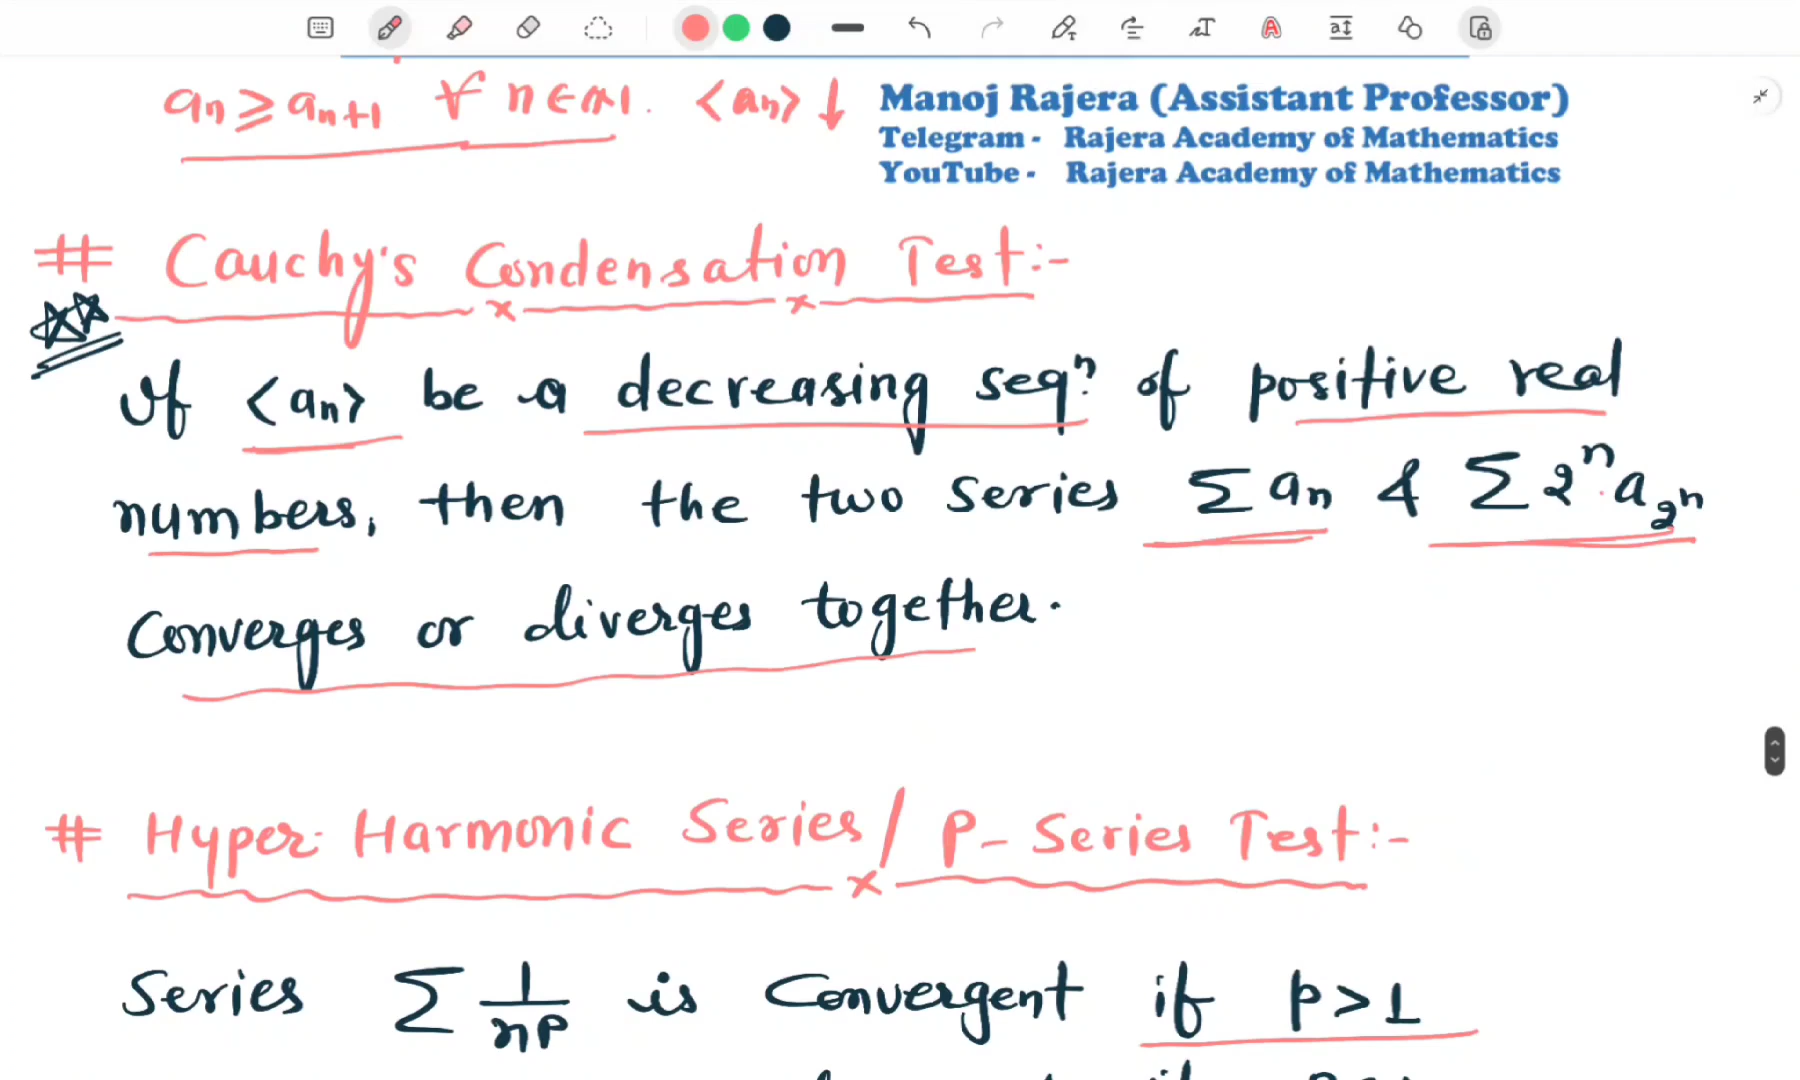 aₙ ≥ aₙ₊₁ ∀ n ∈ ℕ. <aₙ> ↓
Manoj Rajera (Assistant Professor)
Telegram - Rajera Academy of Mathematics
YouTube - Rajera Academy of Mathematics
# Cauchy's Condensation Test:-
If <aₙ> be a decreasing seqⁿ. of positive real
numbers, then the two series Σ aₙ & Σ 2ⁿ a_{2ⁿ}
Converges or diverges together.
# Hyper-Harmonic Series / P-Series Test:-
Series Σ 1/n^p is Convergent if p>1